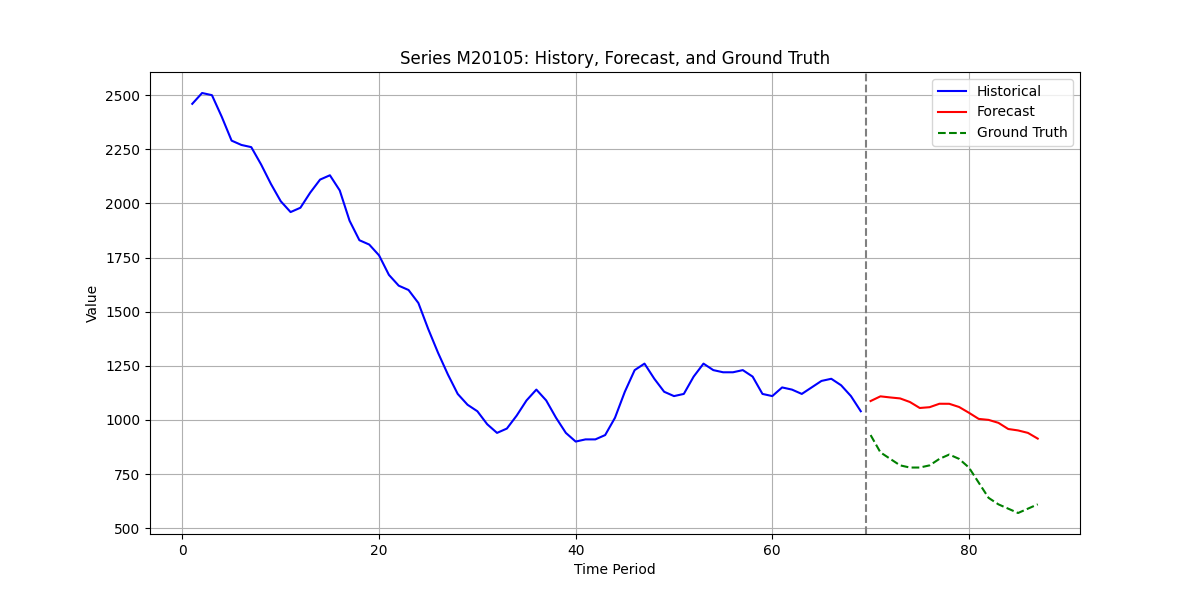 Series M20105: History, Forecast, and Ground Truth
Historical
Forecast
Ground Truth
Value
2500
2250
2000
1750
1500
1250
1000
750
500
0 20 40 60 80
Time Period